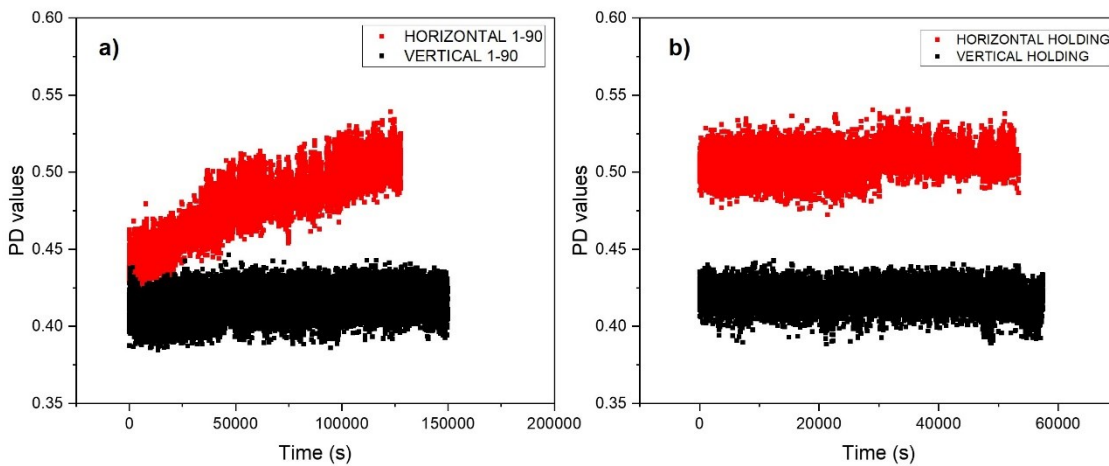 a)
HORIZONTAL 1-90
VERTICAL 1-90
PD values
0.60
0.55
0.50
0.45
0.40
0.35
0
50000
100000
150000
200000
Time (s)
b)
HORIZONTAL HOLDING
VERTICAL HOLDING
PD values
0.60
0.55
0.50
0.45
0.40
0.35
0
20000
40000
60000
Time (s)